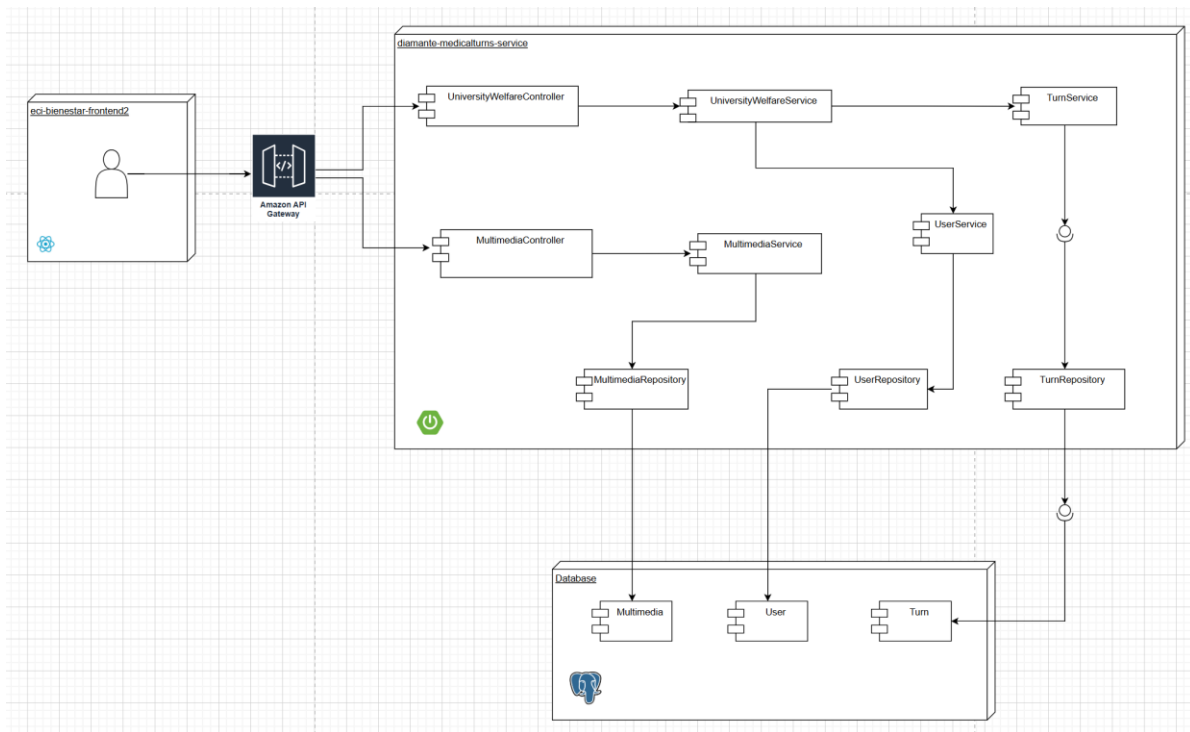 diamante-medicalturns-service
eci-bienestar-frontend2
UniversityWelfareController
UniversityWelfareService
TurnService
Amazon API
Gateway
MultimediaController
MultimediaService
UserService
MultimediaRepository
UserRepository
TurnRepository
Database
Multimedia
User
Turn